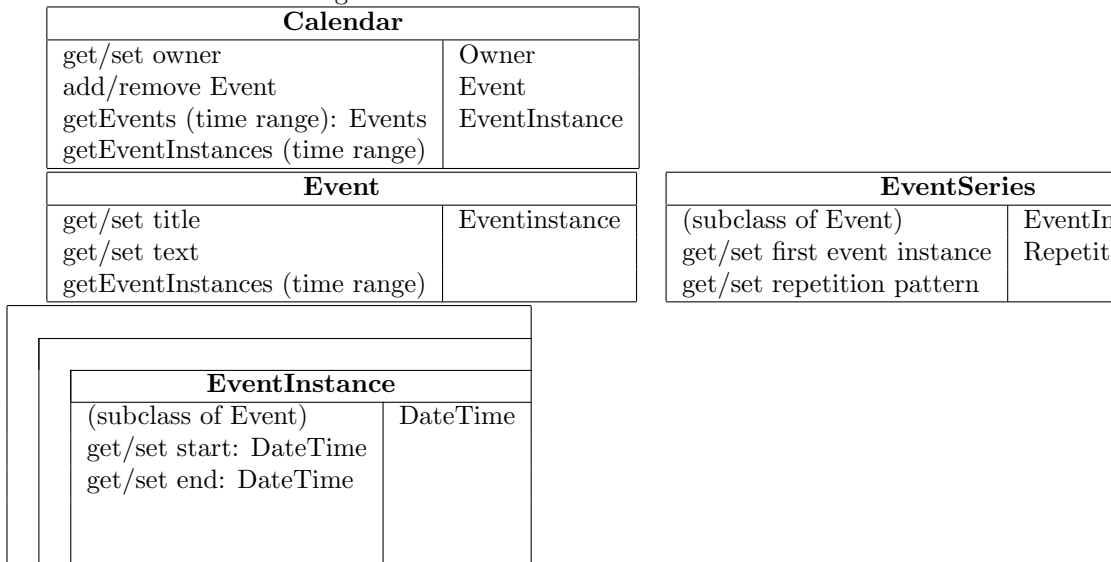 Calendar
get/set owner Owner
add/remove Event Event
getEvents (time range): Events EventInstance
getEventInstances (time range)
Event EventSeries
get/set title Eventinstance (subclass of Event)
get/set text get/set first event instance
getEventInstances (time range) get/set repetition pattern
EventInstance
(subclass of Event) DateTime
get/set start: DateTime
get/set end: DateTime